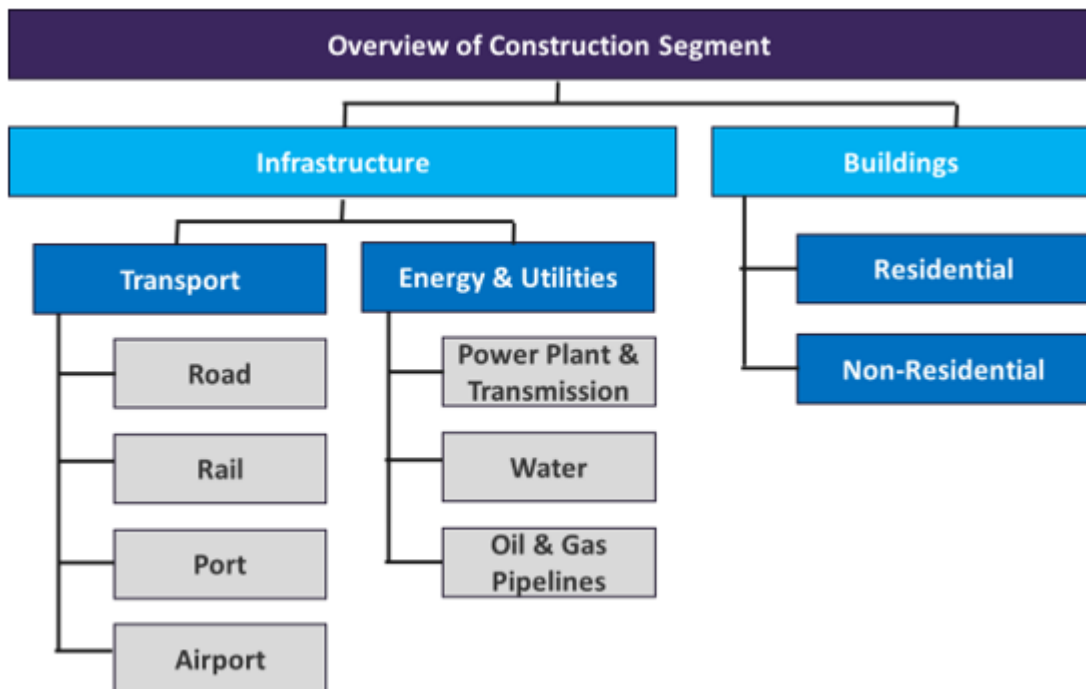 Overview of Construction Segment
Infrastructure
Buildings
Transport
Energy & Utilities
Residential
Non-Residential
Road
Rail
Port
Airport
Power Plant &
Transmission
Water
Oil & Gas
Pipelines